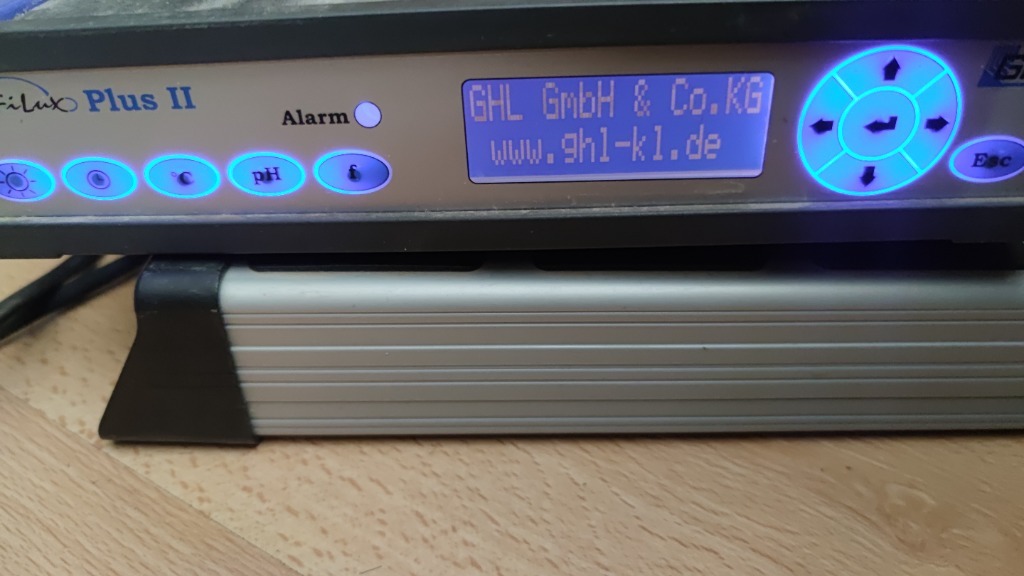 Plus II
Alarm
GHL GmbH & Co.KG
www.ghl-kl.de
°C
pH
f
Esc